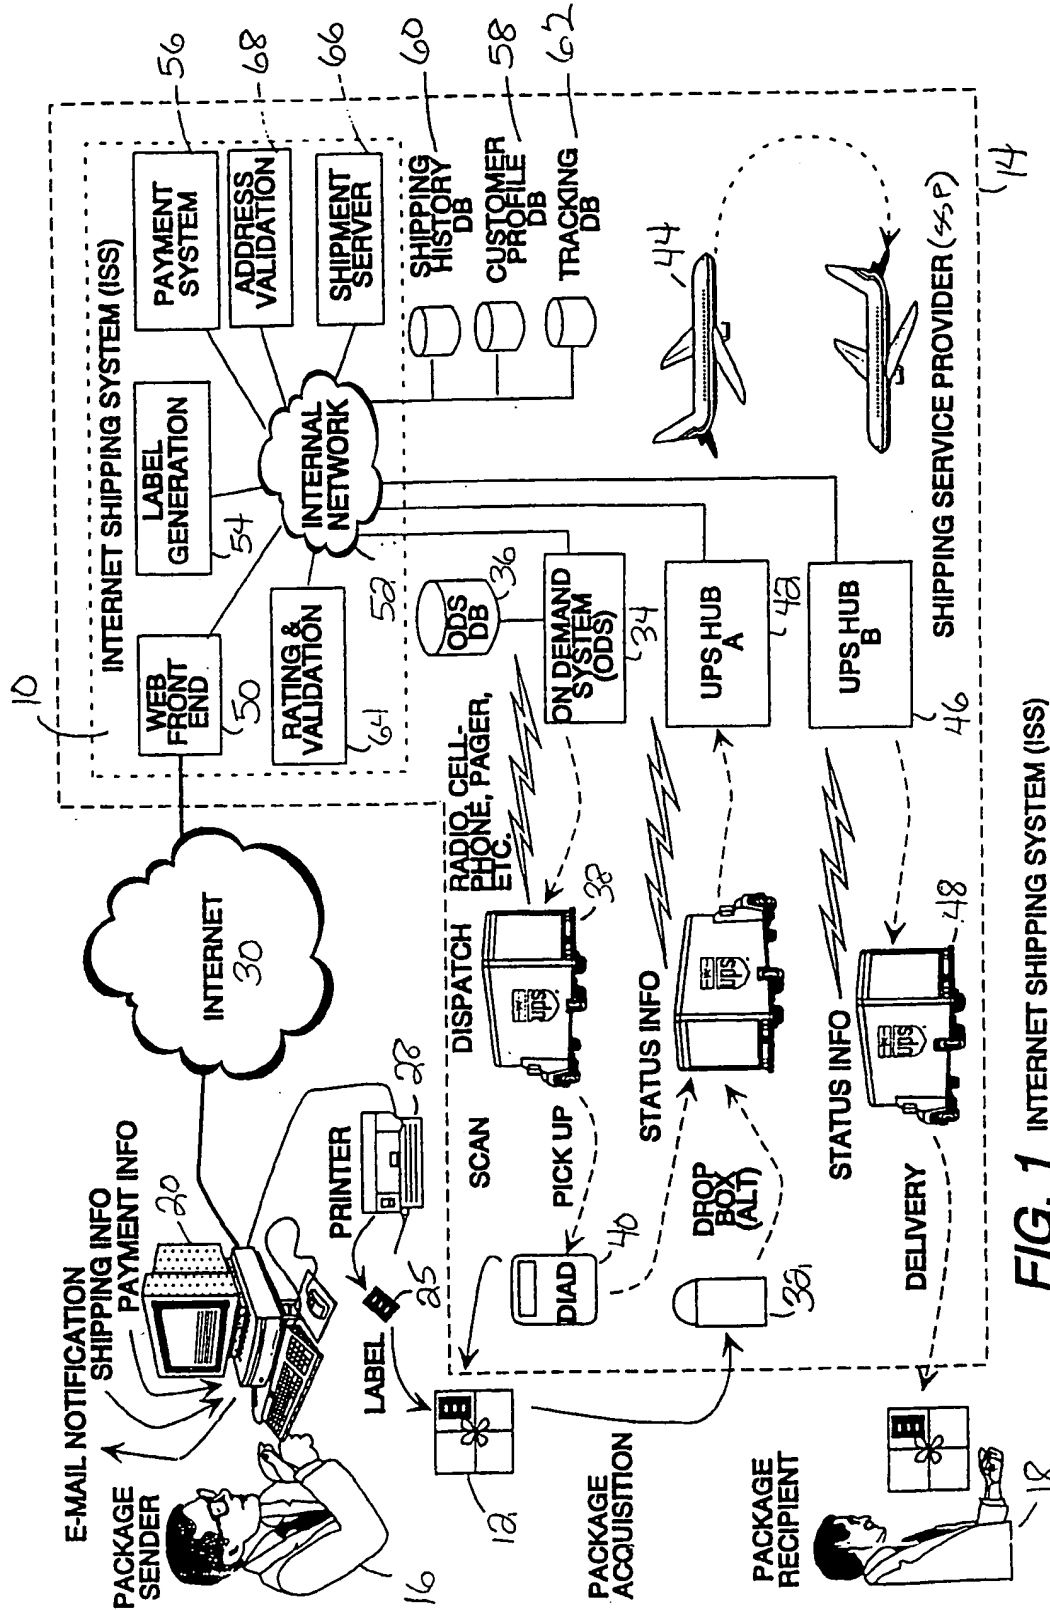 E-MAIL NOTIFICATION
SHIPPING INFO
PAYMENT INFO
20
PACKAGE
SENDER
16
PRINTER
28
LABEL
25
12
INTERNET
30
10
INTERNET SHIPPING SYSTEM (ISS)
WEB
FRONT
END
50
LABEL
GENERATION
54
PAYMENT
SYSTEM
56
ADDRESS
VALIDATION
68
SHIPMENT
SERVER
66
RATING &
VALIDATION
64
INTERNAL
NETWORK
52
SHIPPING
HISTORY
DB
60
CUSTOMER
PROFILE
DB
58
TRACKING
DB
62
ODS
DB
36
ON DEMAND
SYSTEM
(ODS)
34
RADIO, CELL-
PHONE, PAGER,
ETC.
DISPATCH
38
ups
SCAN
PICK UP
DIAD
40
STATUS INFO
ups
UPS HUB
A
42
44
DROP
BOX
(ALT)
32
PACKAGE
ACQUISITION
STATUS INFO
ups
48
UPS HUB
B
46
DELIVERY
PACKAGE
RECIPIENT
18
SHIPPING SERVICE PROVIDER (SSP)
14
FIG. 1 INTERNET SHIPPING SYSTEM (ISS)